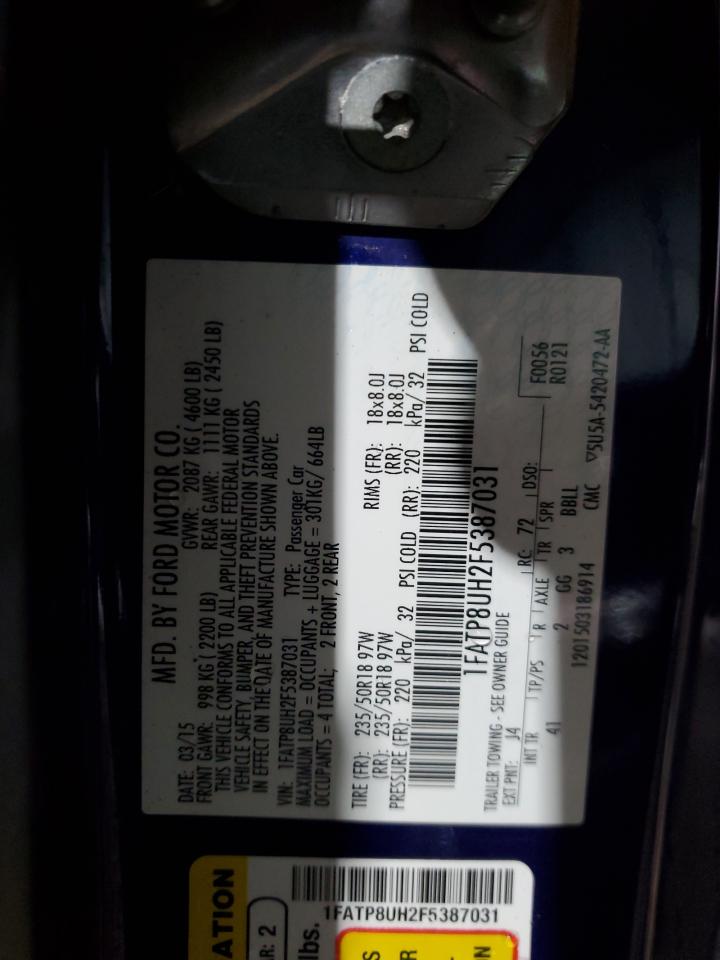 MFD. BY FORD MOTOR CO.
DATE: 03/15 GVWR: 2087 KG ( 4600 LB)
FRONT GAWR: 998 KG ( 2200 LB) REAR GAWR: 1111 KG ( 2450 LB)
THIS VEHICLE CONFORMS TO ALL APPLICABLE FEDERAL MOTOR
VEHICLE SAFETY, BUMPER, AND THEFT PREVENTION STANDARDS
IN EFFECT ON THE DATE OF MANUFACTURE SHOWN ABOVE.
VIN: 1FATP8UH2F5387031 TYPE: Passenger Car
MAXIMUM LOAD = OCCUPANTS + LUGGAGE = 301KG/ 664LB
OCCUPANTS = 4 TOTAL; 2 FRONT, 2 REAR
TIRE (FR): 235/50R18 97W RIMS (FR): 18x8.0J
(RR): 235/50R18 97W (RR): 18x8.0J
PRESSURE (FR): 220 kPa/ 32 PSI COLD (RR): 220 kPa/ 32 PSI COLD
1FATP8UH2F5387031
TRAILER TOWING - SEE OWNER GUIDE
EXT PNT: J4 RC: 72 DSO: F0056
R0121
INT TR TP/PS R AXLE TR SPR
41 2 GG 3 BBLL
1201503186914 CMC ▽5U5A-5420472-AA
ATION
AR: 2
lbs.
1FATP8UH2F5387031
S
R
N